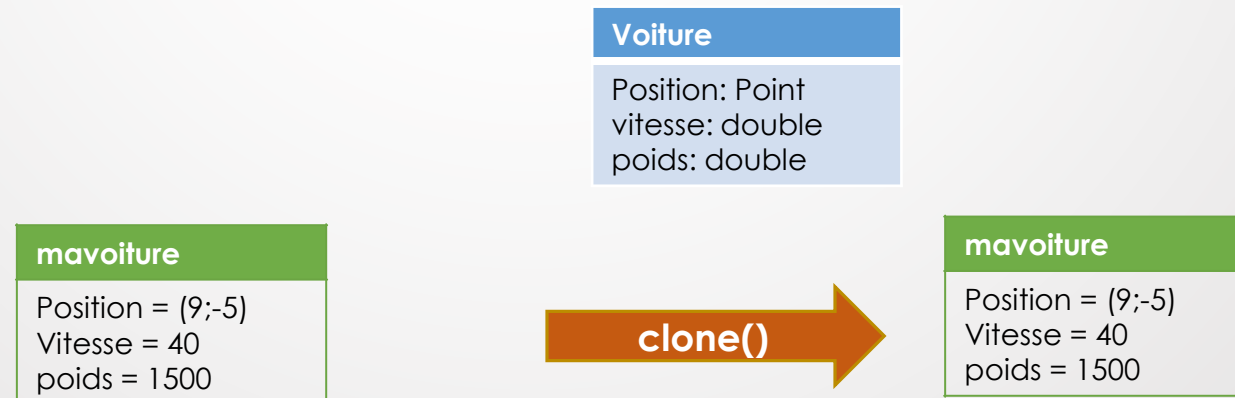 Voiture
Position: Point
vitesse: double
poids: double
mavoiture
Position = (9;-5)
Vitesse = 40
poids = 1500
clone()
mavoiture
Position = (9;-5)
Vitesse = 40
poids = 1500